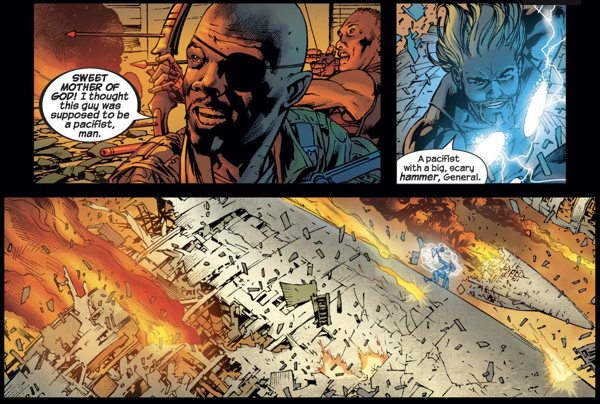 SWEET
MOTHER OF
GOD! I thought
this guy was
supposed to be
a pacifist,
man.
A pacifist
with a big, scary
hammer, General.